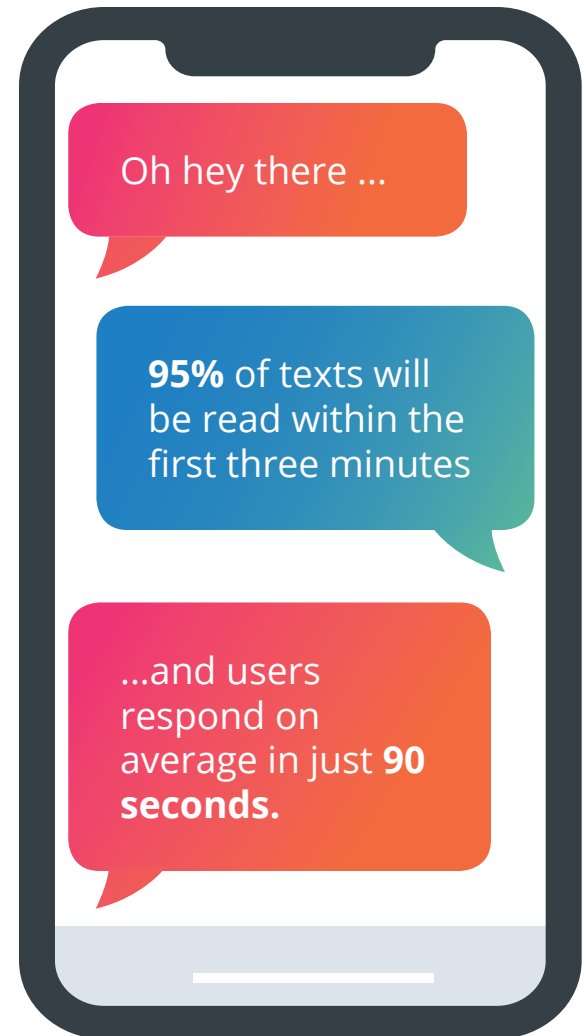 Oh hey there ...
95% of texts will
be read within the
first three minutes
...and users
respond on
average in just 90
seconds.